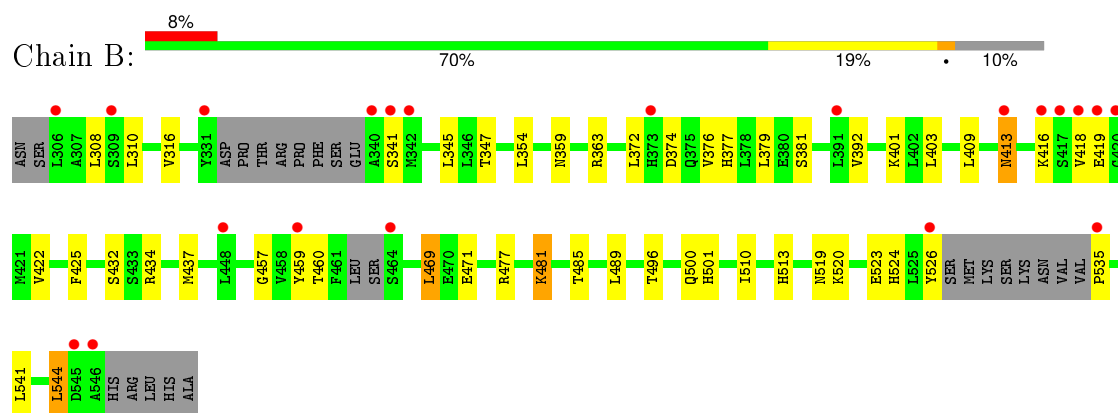 8%
Chain B:
70% 19% • 10%
ASN SER L306 A307 L308 S309 L310 V316 Y331 ASP PRO THR ARG PRO PHE SER GLU A340 S341 M342 L345 L346 T347 L354 N359 R363 L372 H373 D374 Q375 V376 H377 L378 L379 E380 S381 L391 V392 K401 L402 L403 L409 N413 K416 S417 V418 E419
M421 V422 F425 S432 S433 R434 M437 L448 G457 V458 Y459 T460 F461 LEU SER S464 L469 E470 E471 R477 K481 T485 L489 T496 Q500 H501 I510 H513 N519 K520 E523 H524 L525 Y526 SER MET LYS SER LYS ASN VAL VAL P535
L541 L544 D545 A546 HIS ARG LEU HIS ALA